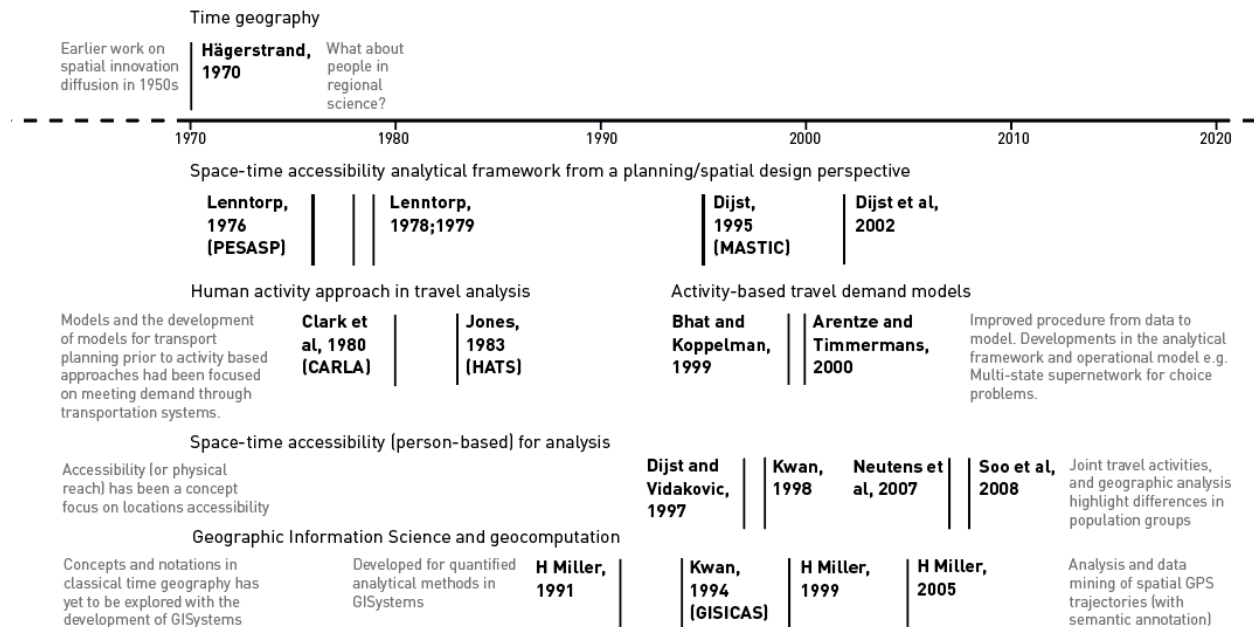 Time geography
Earlier work on
spatial innovation
diffusion in 1950s
Hägerstrand,
1970
What about
people in
regional
science?
1970 1980 1990 2000 2010 2020
Space-time accessibility analytical framework from a planning/spatial design perspective
Lenntorp,
1976
(PESASP)
Lenntorp,
1978;1979
Dijst,
1995
(MASTIC)
Dijst et al,
2002
Human activity approach in travel analysis
Activity-based travel demand models
Models and the development
of models for transport
planning prior to activity based
approaches had been focused
on meeting demand through
transportation systems.
Clark et
al, 1980
(CARLA)
Jones,
1983
(HATS)
Bhat and
Koppelman,
1999
Arentze and
Timmermans,
2000
Improved procedure from data to
model. Developments in the analytical
framework and operational model e.g.
Multi-state supernetwork for choice
problems.
Space-time accessibility (person-based) for analysis
Accessibility (or physical
reach) has been a concept
focus on locations accessibility
Dijst and
Vidakovic,
1997
Kwan,
1998
Neutens et
al, 2007
Soo et al,
2008
Joint travel activities,
and geographic analysis
highlight differences in
population groups
Geographic Information Science and geocomputation
Concepts and notations in
classical time geography has
yet to be explored with the
development of GISystems
Developed for quantified
analytical methods in
GISystems
H Miller,
1991
Kwan,
1994
(GISICAS)
H Miller,
1999
H Miller,
2005
Analysis and data
mining of spatial GPS
trajectories (with
semantic annotation)